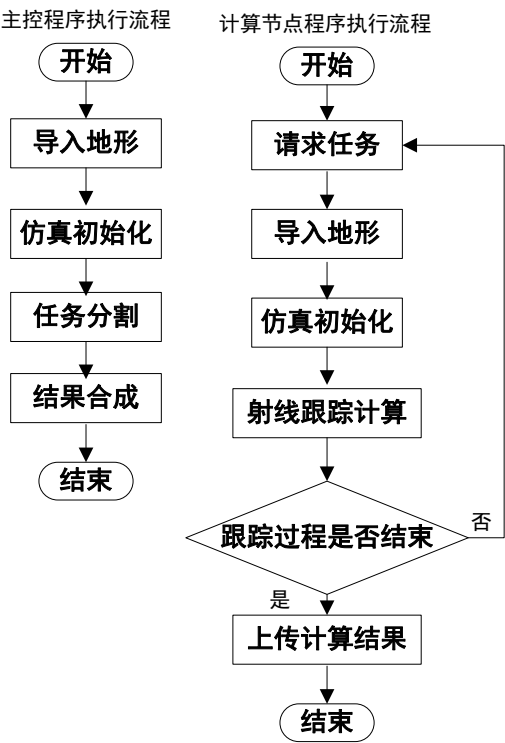 主控程序执行流程
开始
导入地形
仿真初始化
任务分割
结果合成
结束
计算节点程序执行流程
开始
请求任务
导入地形
仿真初始化
射线跟踪计算
跟踪过程是否结束
否
是
上传计算结果
结束